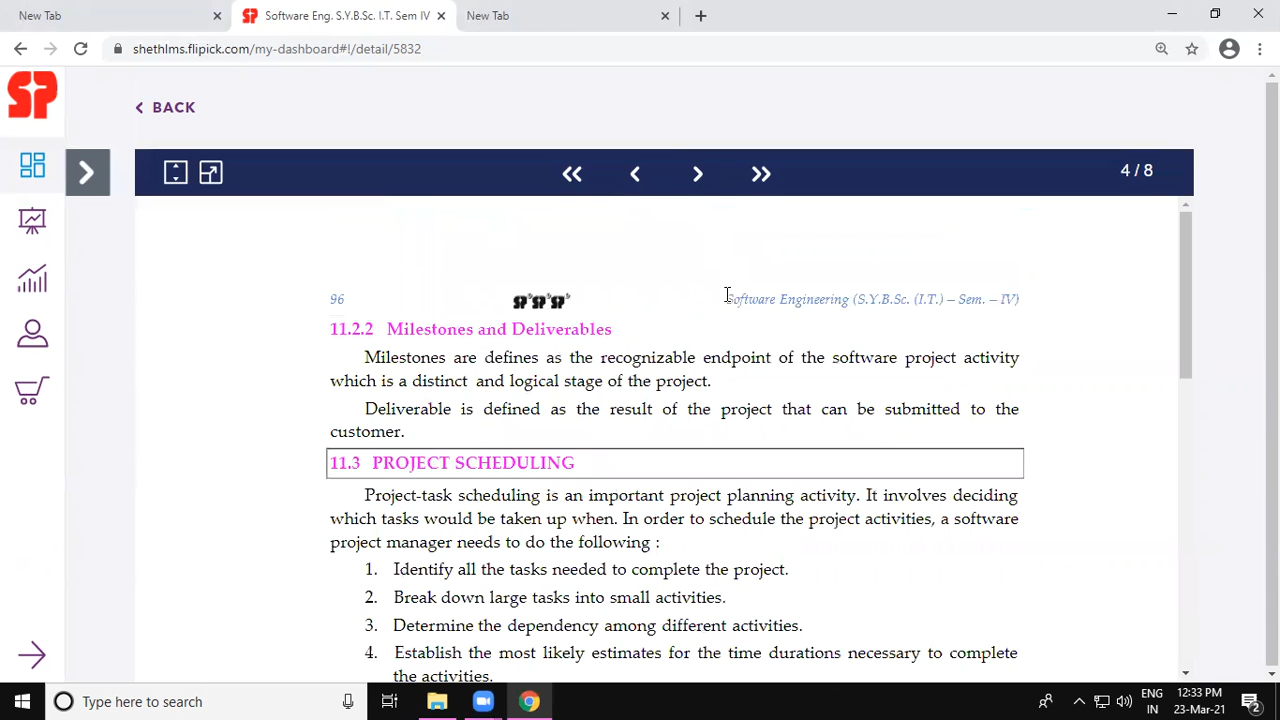 New Tab
Software Eng. S.Y.B.Sc. I.T. Sem IV
New Tab
shethlms.flipick.com/my-dashboard#!/detail/5832
SP
BACK
4 / 8
96
SP SP SP
Software Engineering (S.Y.B.Sc. (I.T.) – Sem. – IV)
11.2.2 Milestones and Deliverables
Milestones are defines as the recognizable endpoint of the software project activity
which is a distinct and logical stage of the project.
Deliverable is defined as the result of the project that can be submitted to the
customer.
11.3 PROJECT SCHEDULING
Project-task scheduling is an important project planning activity. It involves deciding
which tasks would be taken up when. In order to schedule the project activities, a software
project manager needs to do the following :
1. Identify all the tasks needed to complete the project.
2. Break down large tasks into small activities.
3. Determine the dependency among different activities.
4. Establish the most likely estimates for the time durations necessary to complete
the activities.
Type here to search
ENG
IN
12:33 PM
23-Mar-21
2